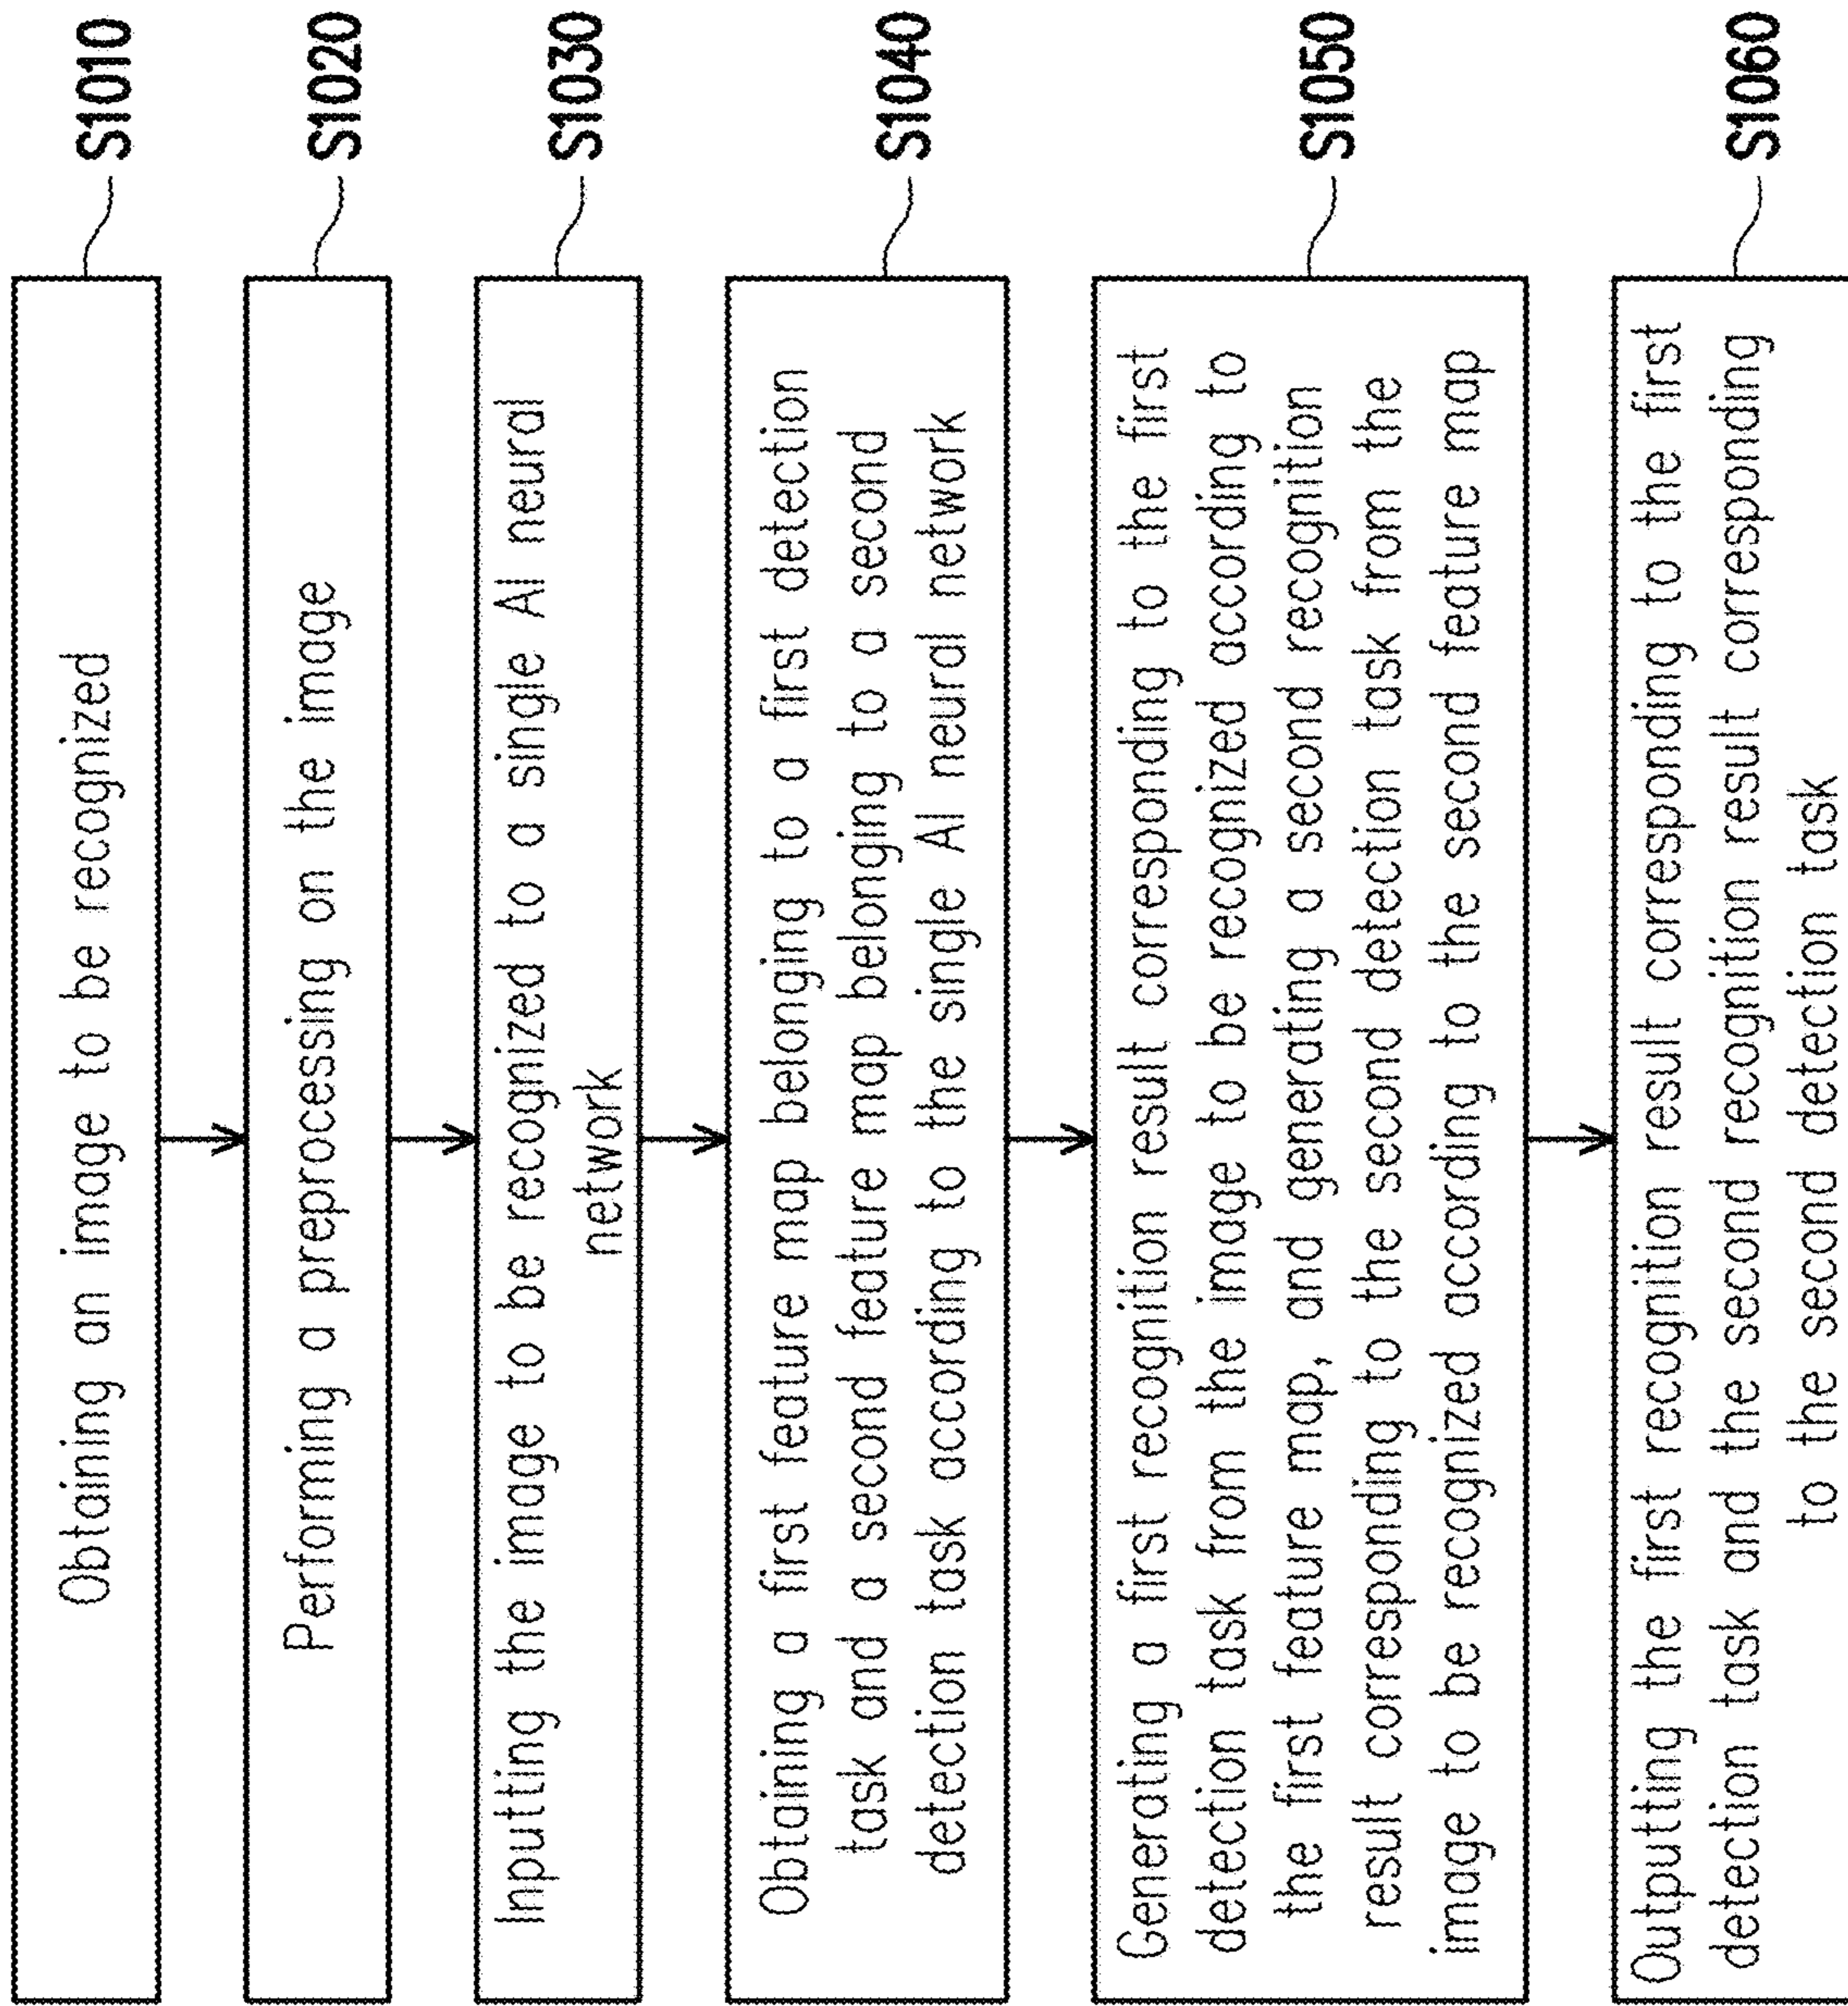 Obtaining an image to be recognized
S1010
Performing a preprocessing on the image
S1020
Inputting the image to be recognized to a single AI neural
network
S1030
Obtaining a first feature map belonging to a first detection
task and a second feature map belonging to a second
detection task according to the single AI neural network
S1040
Generating a first recognition result corresponding to the first
detection task from the image to be recognized according to
the first feature map, and generating a second recognition
result corresponding to the second detection task from the
image to be recognized according to the second feature map
S1050
Outputting the first recognition result corresponding to the first
detection task and the second recognition result corresponding
to the second detection task
S1060